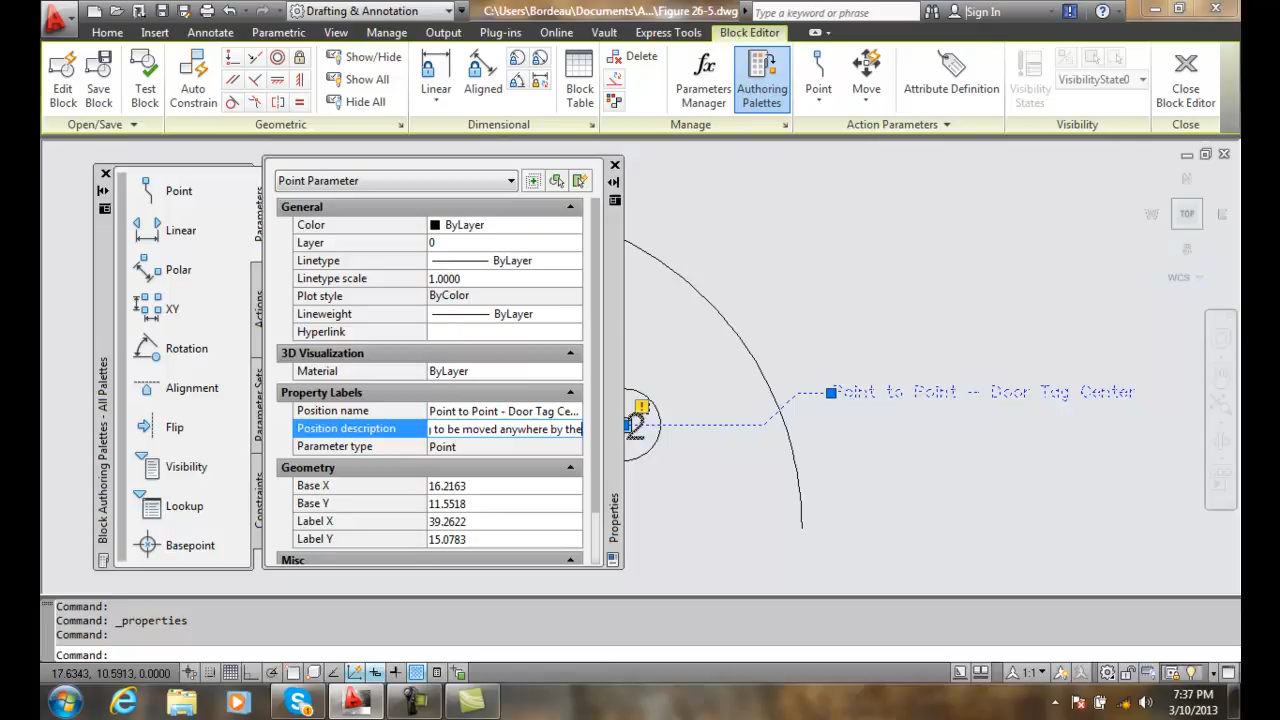 Drafting & Annotation
C:\Users\Bordeau\Documents\A...\Figure 26-5.dwg
Type a keyword or phrase
Sign In
Home Insert Annotate Parametric View Manage Output Plug-ins Online Vault Express Tools Block Editor
Edit Block
Save Block
Test Block
Auto Constrain
Show/Hide
Show All
Hide All
Linear
Aligned
Delete
Block Table
Parameters Manager
Authoring Palettes
Point
Move
Attribute Definition
Visibility States
VisibilityState0
Close Block Editor
Open/Save Geometric Dimensional Manage Action Parameters Visibility Close
Point
Linear
Polar
XY
Rotation
Alignment
Flip
Visibility
Lookup
Basepoint
Parameters
Actions
Parameter Sets
Constraints
Block Authoring Palettes - All Palettes
Point Parameter
General
Color ByLayer
Layer 0
Linetype ByLayer
Linetype scale 1.0000
Plot style ByColor
Lineweight ByLayer
Hyperlink
3D Visualization
Material ByLayer
Property Labels
Position name Point to Point - Door Tag Ce...
Position description to be moved anywhere by the
Parameter type Point
Geometry
Base X 16.2163
Base Y 11.5518
Label X 39.2622
Label Y 15.0783
Misc
Properties
2
!
Point to Point - Door Tag Center
N
W
TOP
E
S
WCS
Command:
Command: _properties
Command:
Command:
17.6343, 10.5913, 0.0000
1:1
7:37 PM
3/10/2013